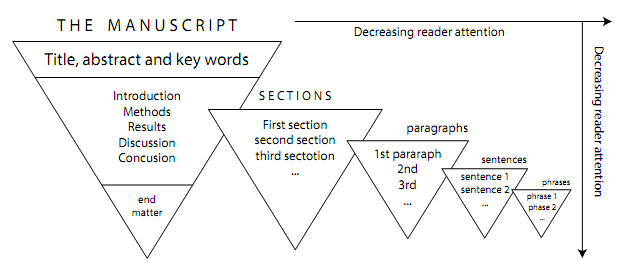 THE MANUSCRIPT
Decreasing reader attention
Decreasing reader attention
Title, abstract and key words
Introduction
Methods
Results
Discussion
Concusion
end
matter
SECTIONS
First section
second section
third sectotion
...
paragraphs
1st pararaph
2nd
3rd
...
sentences
sentence 1
sentence 2
...
phrases
phrase 1
phase 2
...